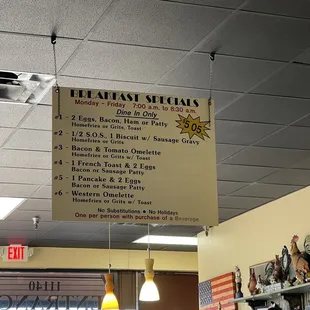 BREAKFAST SPECIALS
Monday - Friday 7:00 a.m. to 8:30 a.m.
Dine In Only
#1 - 2 Eggs, Bacon, Ham or Patty
Homefries or Grits, Toast
#2 - 1/2 S.O.S., 1 Biscuit w/ Sausage Gravy
Homefries or Grits
#3 - Bacon & Tomato Omelette
Homefries or Grits w/ Toast
#4 - 1 French Toast & 2 Eggs
Bacon or Sausage Patty
#5 - 1 Pancake & 2 Eggs
Bacon or Sausage Patty
#6 - Western Omelette
Homefries or Grits w/ Toast
No Substitutions * No Holidays
One per person with purchase of a Beverage
EXIT
11140